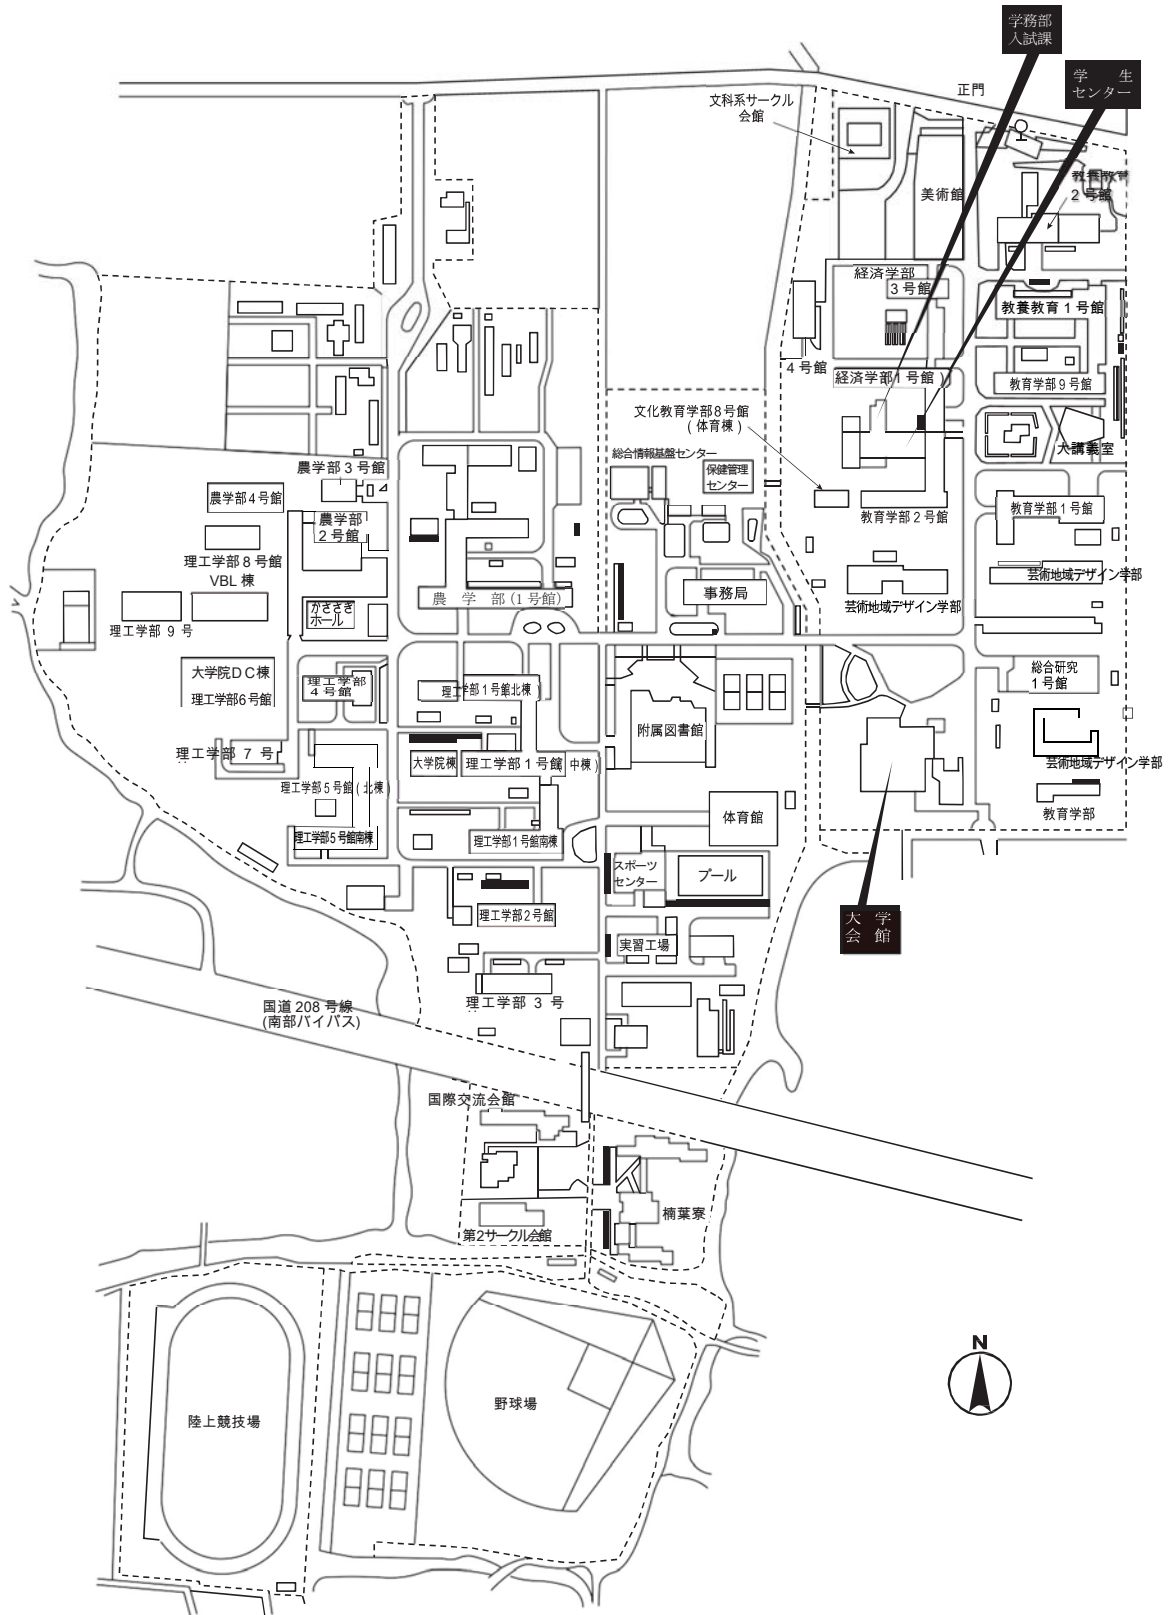 学務部
入試課
学 生
センター
正門
文科系サークル
会館
美術館
教養教育
2 号館
経済学部
3 号館
教養教育 1 号館
4 号館
経済学部 1 号館 )
教育学部 9 号館
文化教育学部8号館
( 体育棟 )
大講義室
総合情報基盤センター
保健管理
センター
農学部 3 号館
農学部4号館
農学部
2 号館
教育学部 2 号館
教育学部 1 号館
理工学部 8 号館
VBL 棟
芸術地域デザイン学部
農 学 部 (1 号館)
事務局
芸術地域デザイン学部
かささぎ
ホール
理工学部 9 号
大学院DC棟
理工学部6号館
理工学部
4 号館
理工学部 1 号館北棟 )
総合研究
1 号館
附属図書館
理工学部 7 号
大学院棟
理工学部 1 号館 中棟 )
芸術地域デザイン学部
理工学部 5 号館 ( 北棟 )
体育館
教育学部
理工学部5号館南棟
理工学部1号館南棟
スポーツ
センター
プール
理工学部2号館
大 学
会 館
実習工場
理工学部 3 号
国道 208 号線
(南部バイパス)
国際交流会館
楠葉寮
第2サークル会館
N
陸上競技場
野球場